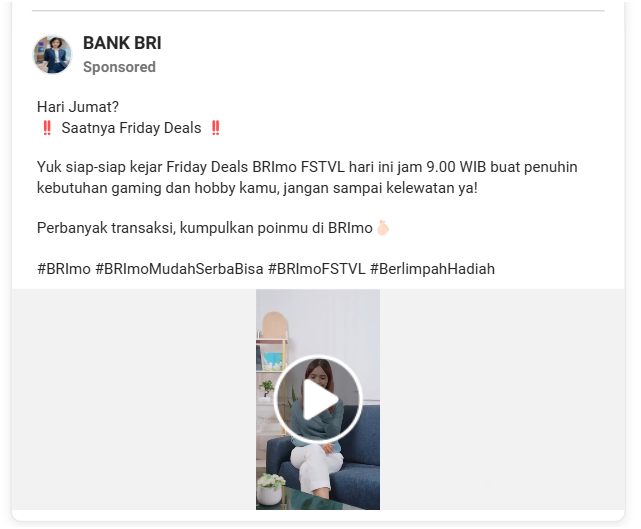 BANK BRI
Sponsored
Hari Jumat?
‼️ Saatnya Friday Deals ‼️
Yuk siap-siap kejar Friday Deals BRImo FSTVL hari ini jam 9.00 WIB buat penuhin
kebutuhan gaming dan hobby kamu, jangan sampai kelewatan ya!
Perbanyak transaksi, kumpulkan poinmu di BRImo🫰🏻
#BRImo #BRImoMudahSerbaBisa #BRImoFSTVL #BerlimpahHadiah